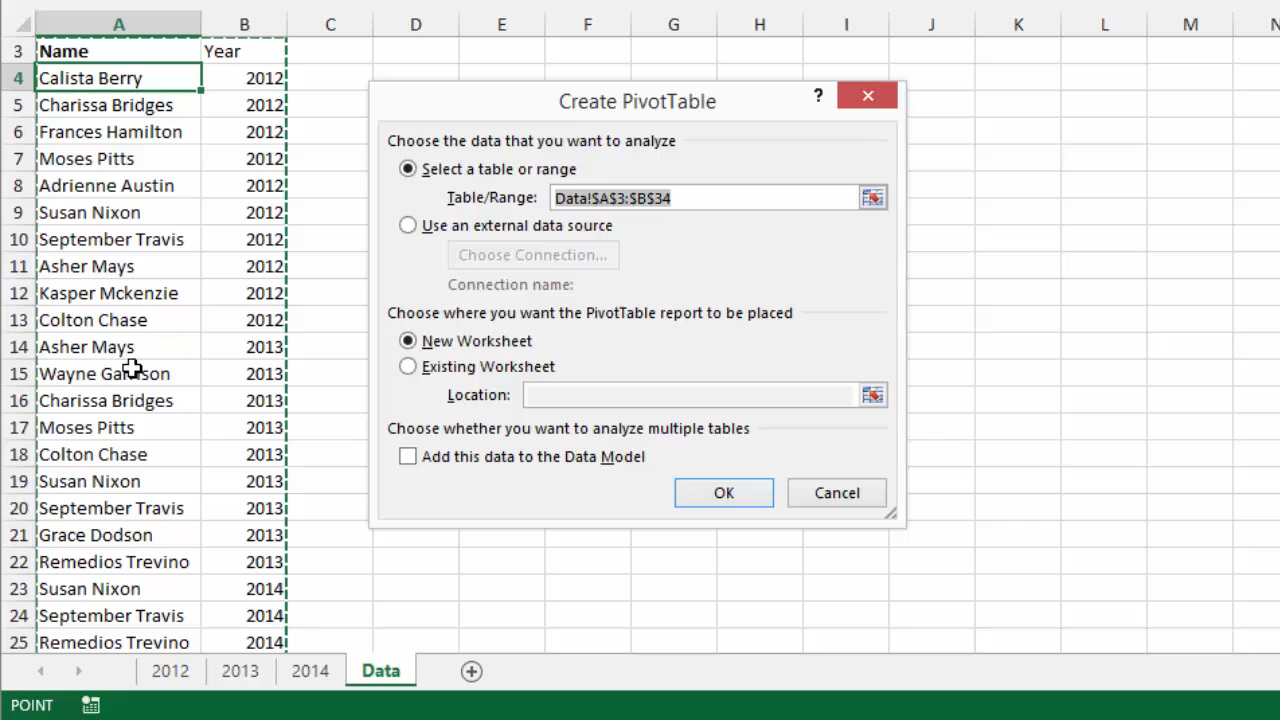 A B C D E F G H I J K L M N
3 Name Year
4 Calista Berry 2012
5 Charissa Bridges 2012
6 Frances Hamilton 2012
7 Moses Pitts 2012
8 Adrienne Austin 2012
9 Susan Nixon 2012
10 September Travis 2012
11 Asher Mays 2012
12 Kasper Mckenzie 2012
13 Colton Chase 2012
14 Asher Mays 2013
15 Wayne 2013
16 Charissa Bridges 2013
17 Moses Pitts 2013
18 Colton Chase 2013
19 Susan Nixon 2013
20 September Travis 2013
21 Grace Dodson 2013
22 Remedios Trevino 2013
23 Susan Nixon 2014
24 September Travis 2014
25 Remedios Trevino 2014
Create PivotTable ?
Choose the data that you want to analyze
Select a table or range
Table/Range: Data!$A$3:$B$34
Use an external data source
Choose Connection...
Connection name:
Choose where you want the PivotTable report to be placed
New Worksheet
Existing Worksheet
Location:
Choose whether you want to analyze multiple tables
Add this data to the Data Model
OK Cancel
2012 2013 2014 Data
POINT